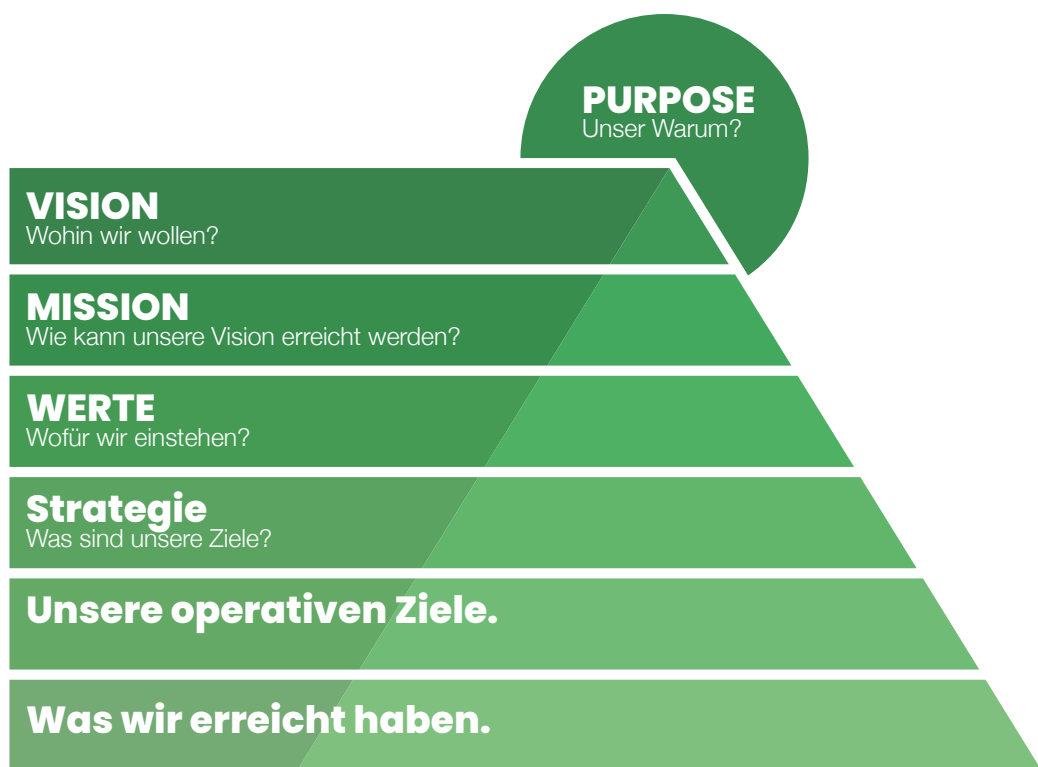 PURPOSE
Unser Warum?
VISION
Wohin wir wollen?
MISSION
Wie kann unsere Vision erreicht werden?
WERTE
Wofür wir einstehen?
Strategie
Was sind unsere Ziele?
Unsere operativen Ziele.
Was wir erreicht haben.